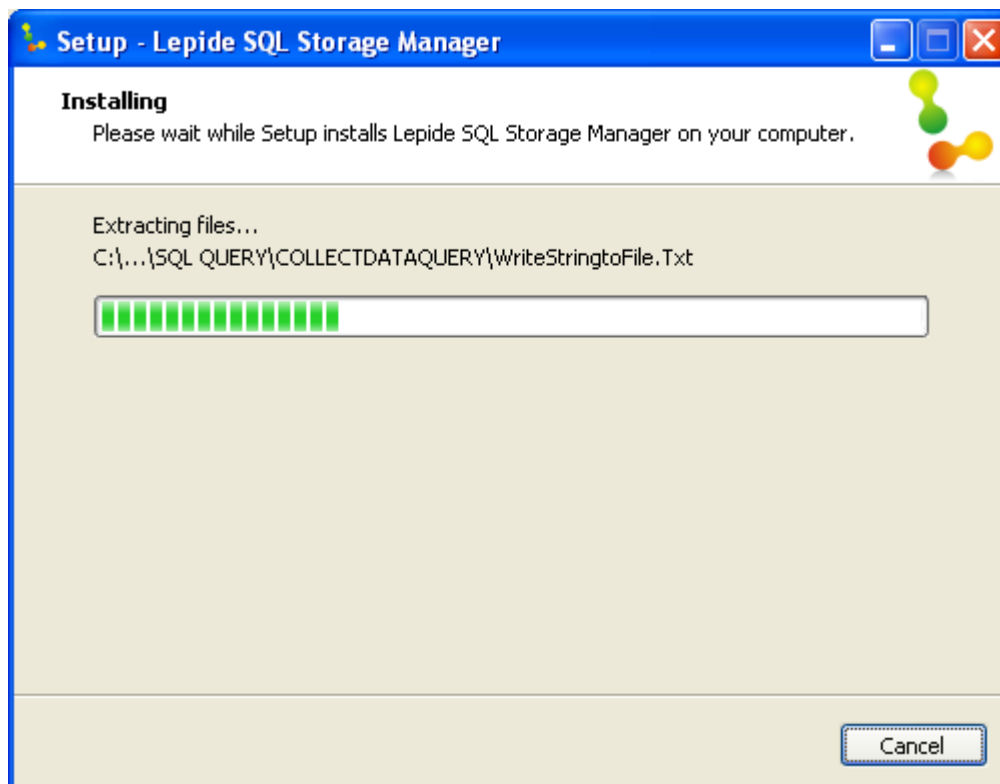 Setup - Lepide SQL Storage Manager
Installing
Please wait while Setup installs Lepide SQL Storage Manager on your computer.
Extracting files...
C:\...\SQL QUERY\COLLECTDATAQUERY\WriteStringtoFile.Txt
Cancel